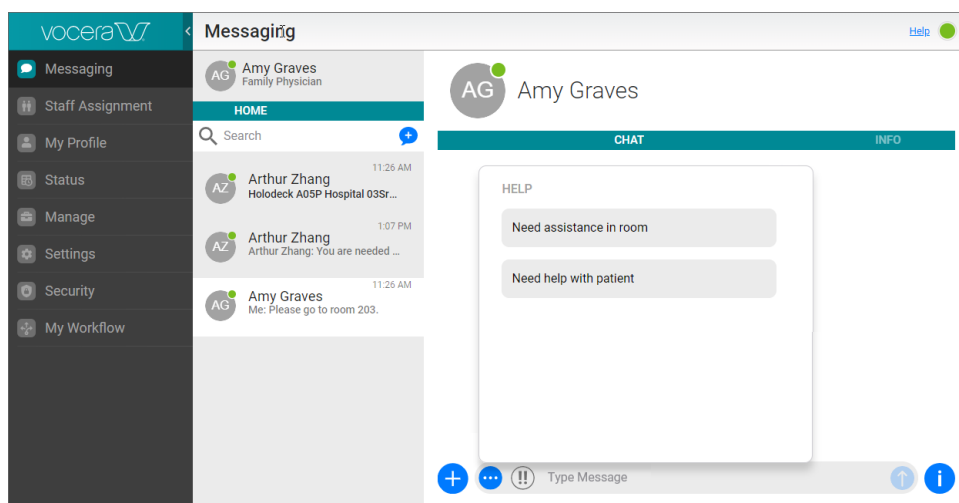 vocera
Messaging
Help
Messaging
Staff Assignment
My Profile
Status
Manage
Settings
Security
My Workflow
AG
Amy Graves
Family Physician
HOME
Search
11:26 AM
AZ
Arthur Zhang
Holodeck A05P Hospital 03Sr...
1:07 PM
AZ
Arthur Zhang
Arthur Zhang: You are needed ...
11:26 AM
AG
Amy Graves
Me: Please go to room 203.
AG
Amy Graves
CHAT
INFO
HELP
Need assistance in room
Need help with patient
Type Message